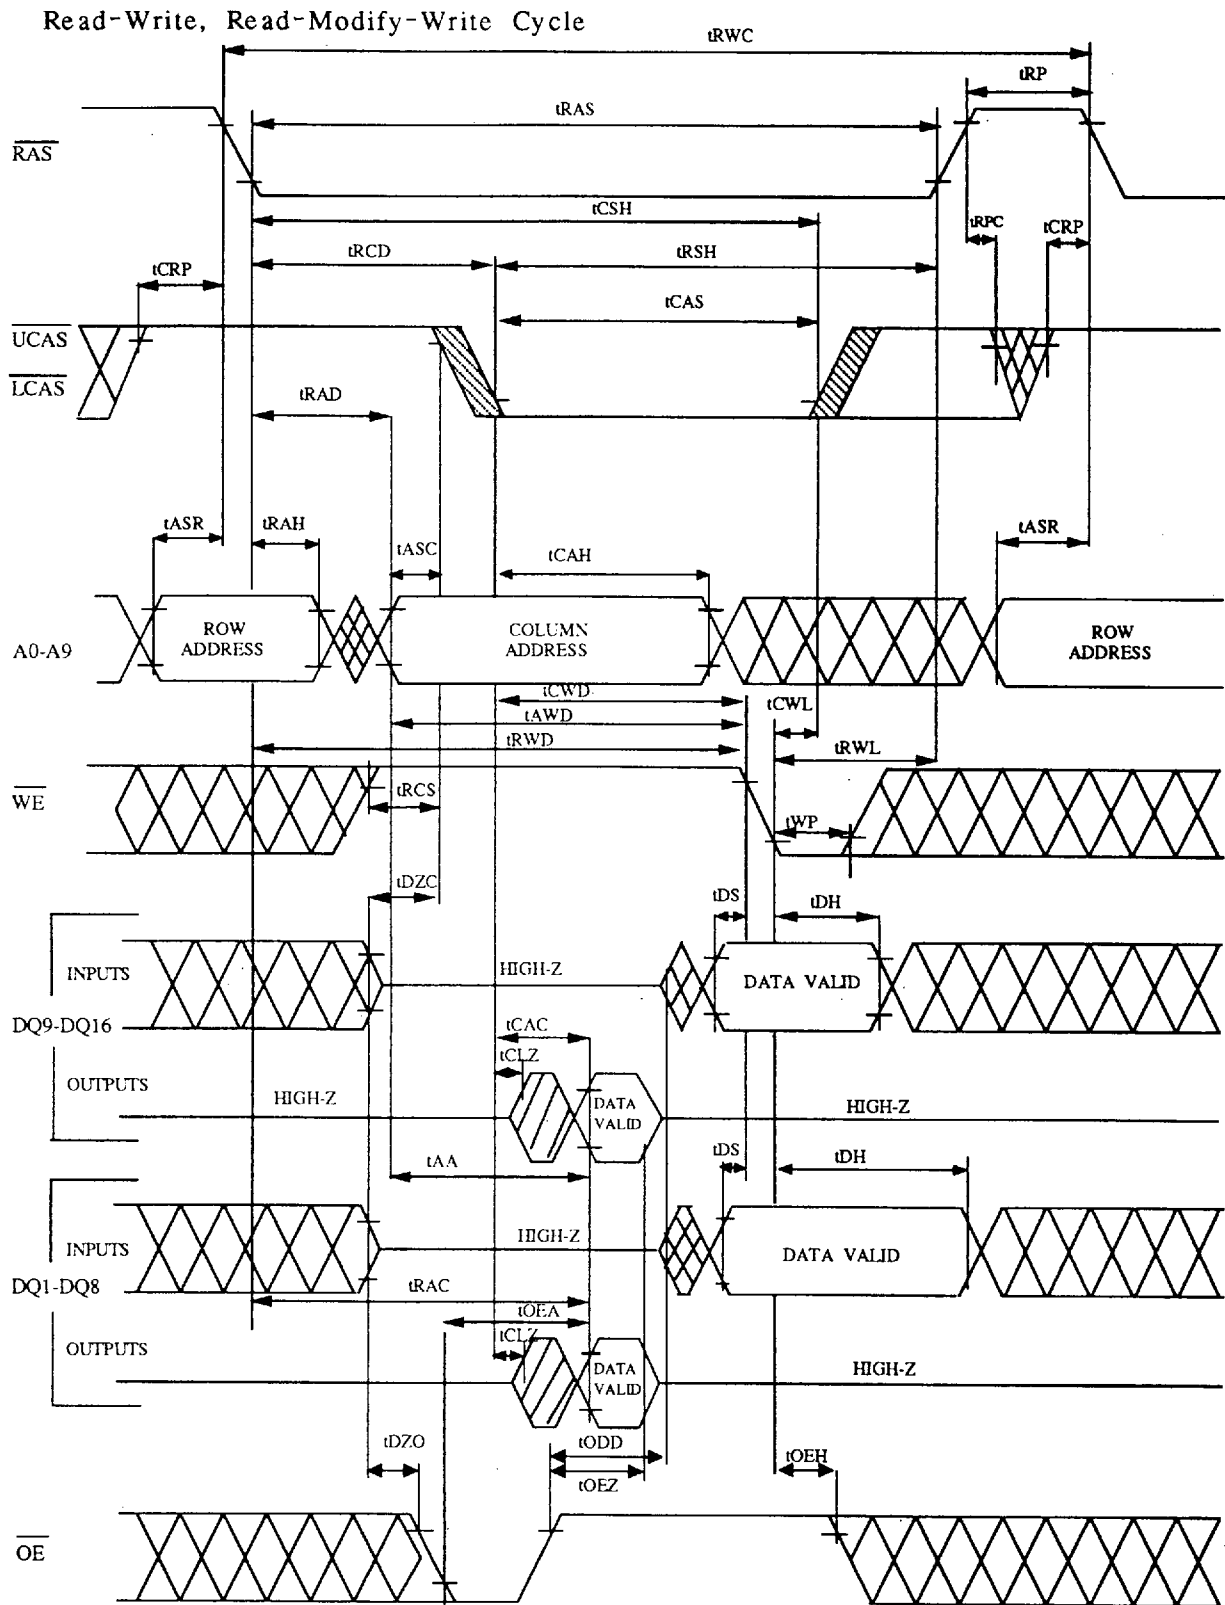 Read-Write, Read-Modify-Write Cycle
tRWC
tRP
tRAS
RAS
tCSH
tRPC
tCRP
tRCD
tRSH
tCRP
tCAS
UCAS
LCAS
tRAD
tASR
tRAH
tASC
tCAH
tASR
A0-A9
ROW
ADDRESS
COLUMN
ADDRESS
ROW
ADDRESS
tCWD
tCWL
tAWD
tRWD
tRWL
WE
tRCS
tWP
tDZC
tDS
tDH
INPUTS
HIGH-Z
DATA VALID
DQ9-DQ16
tCAC
tCLZ
OUTPUTS
HIGH-Z
DATA
VALID
HIGH-Z
tDS
tDH
tAA
INPUTS
HIGH-Z
DATA VALID
DQ1-DQ8
tRAC
tOEA
tCLZ
OUTPUTS
DATA
VALID
HIGH-Z
tDZO
tODD
tOEH
tOEZ
OE